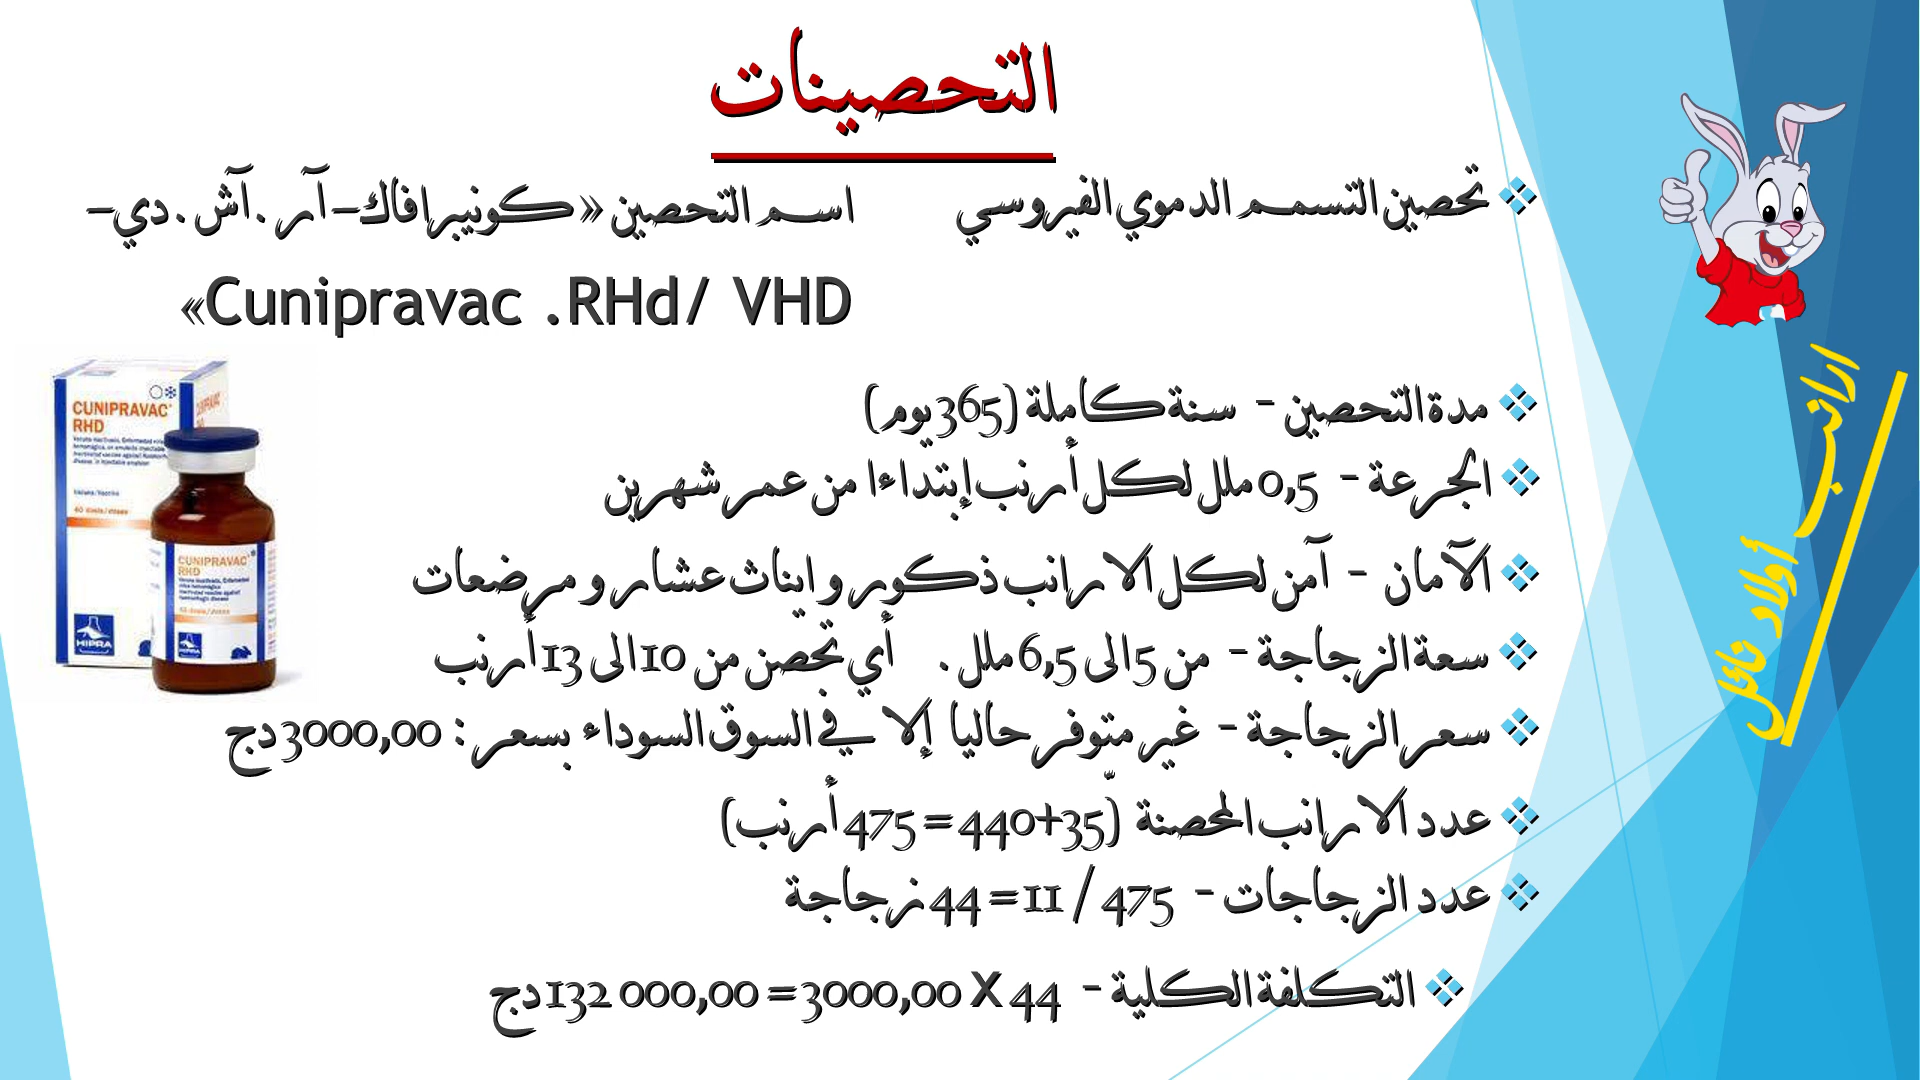 التحصينات
تحصين التسمم الدموي الفيروسي
اسم التحصين «كونيبرافاك–آر.آش.دي–
Cunipravac .RHd/ VHD»
مدة التحصين - سنة كاملة (365 يوم)
الجرعة - 0,5 ملل لكل أرنب إبتداءا من عمر شهرين
الآمان - آمن لكل الارانب ذكور و ايناث عشار و مرضعات
سعة الزجاجة - من 5 الى 6,5 ملل . أي تحصن من 10 الى 13 أرنب
سعر الزجاجة - غير متوفر حاليا إلا في السوق السوداء بسعر : 3000,00 دج
عدد الارانب المحصنة (35+440 = 475 أرنب)
عدد الزجاجات - 475 / 11 = 44 زجاجة
التكلفة الكلية - 44 X 3000,00 = 132 000,00 دج
ارانب أولاد نائل
CUNIPRAVAC®
RHD
CUNIPRAVAC®
RHD
HIPRA
HIPRA